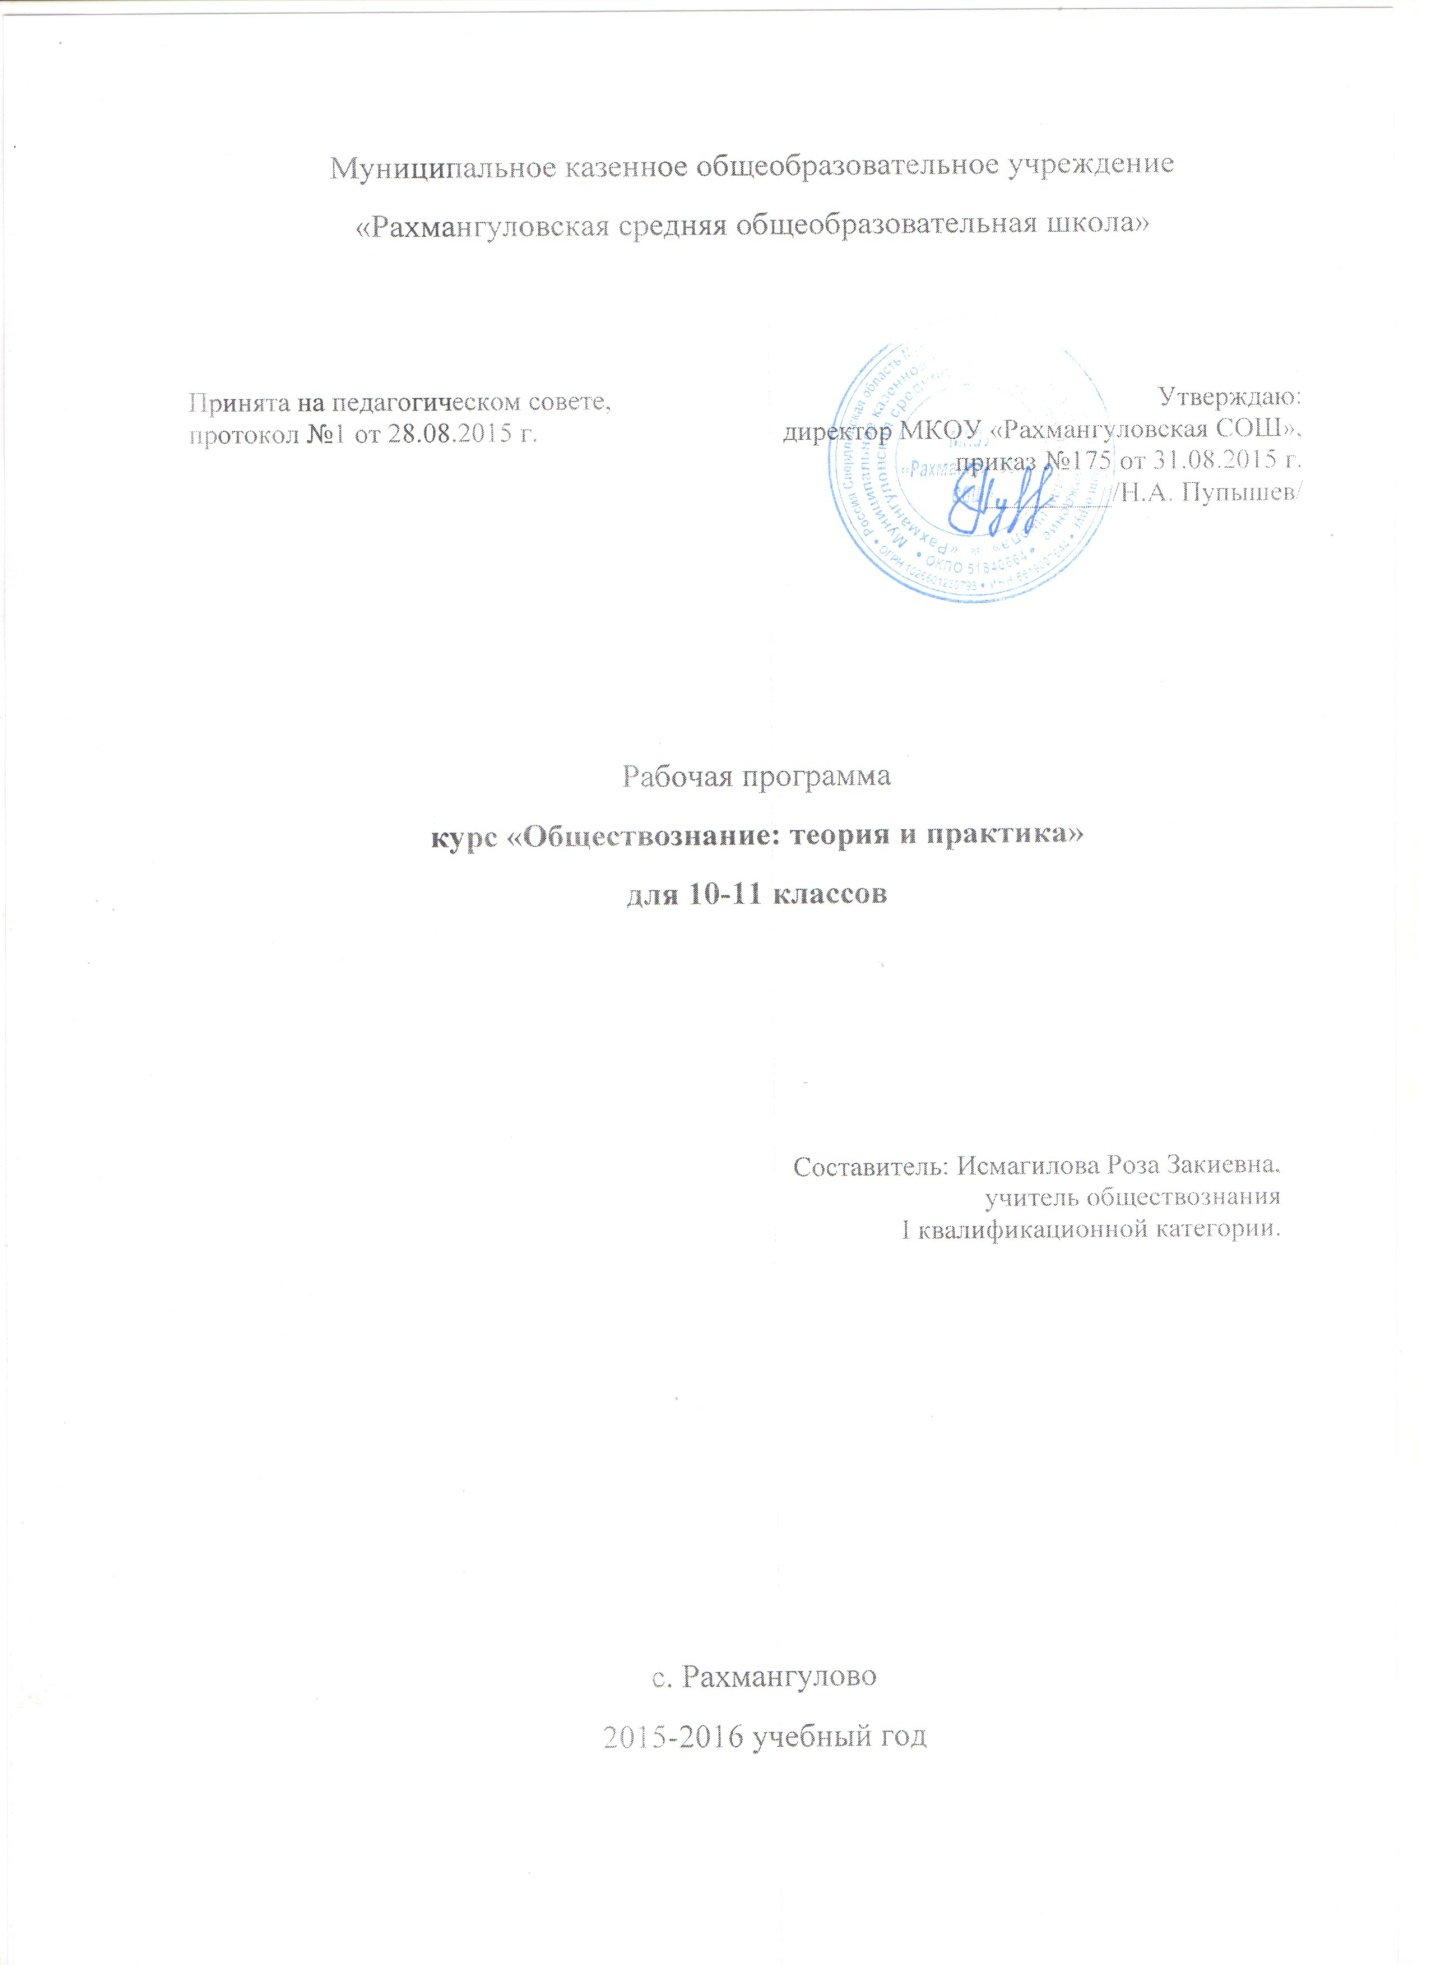 Муниципальное казенное общеобразовательное учреждение
«Рахмангуловская средняя общеобразовательная школа»
Принята на педагогическом совете,
протокол №1 от 28.08.2015 г.
Утверждаю:
директор МКОУ «Рахмангуловская СОШ»,
приказ №175 от 31.08.2015 г.
/Н.А. Пупышев/
Рабочая программа
курс «Обществознание: теория и практика»
для 10-11 классов
Составитель: Исмагилова Роза Закиевна,
учитель обществознания
I квалификационной категории.
с. Рахмангулово
2015-2016 учебный год